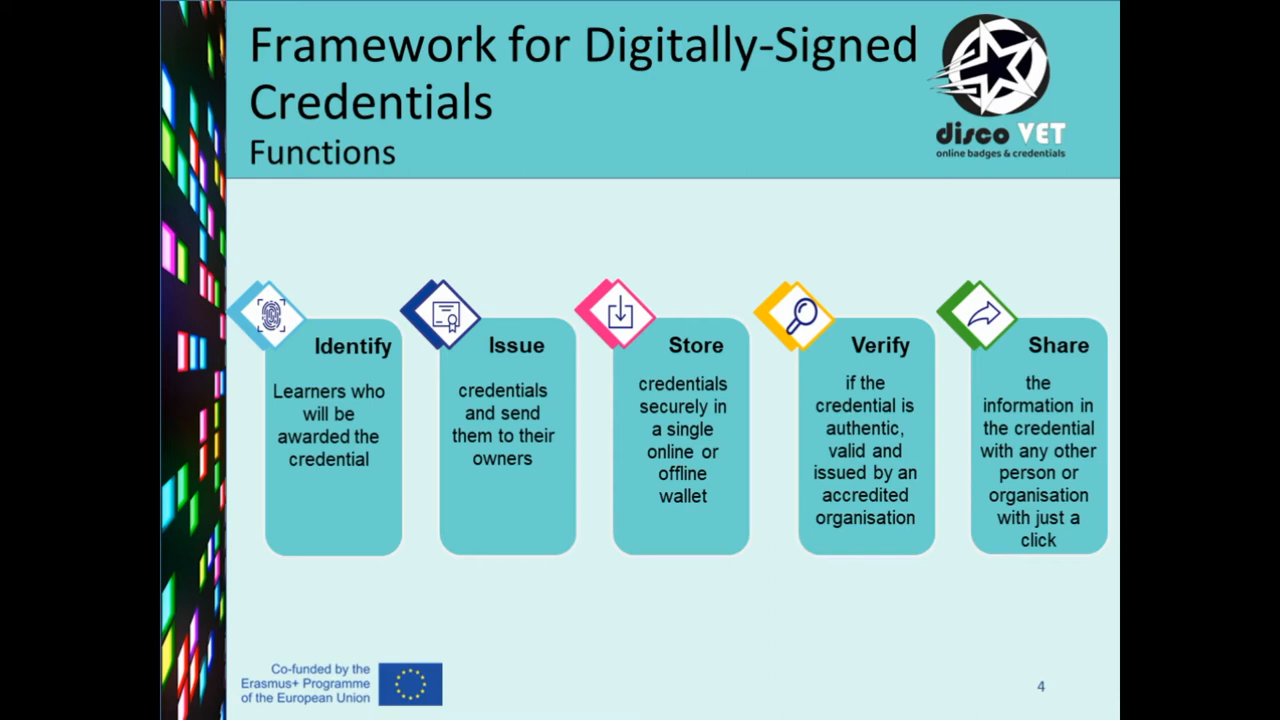 Framework for Digitally-Signed
Credentials
Functions
disco VET
online badges & credentials
Identify
Learners who
will be
awarded the
credential
Issue
credentials
and send
them to their
owners
Store
credentials
securely in
a single
online or
offline
wallet
Verify
if the
credential is
authentic,
valid and
issued by an
accredited
organisation
Share
the
information in
the credential
with any other
person or
organisation
with just a
click
Co-funded by the
Erasmus+ Programme
of the European Union
4